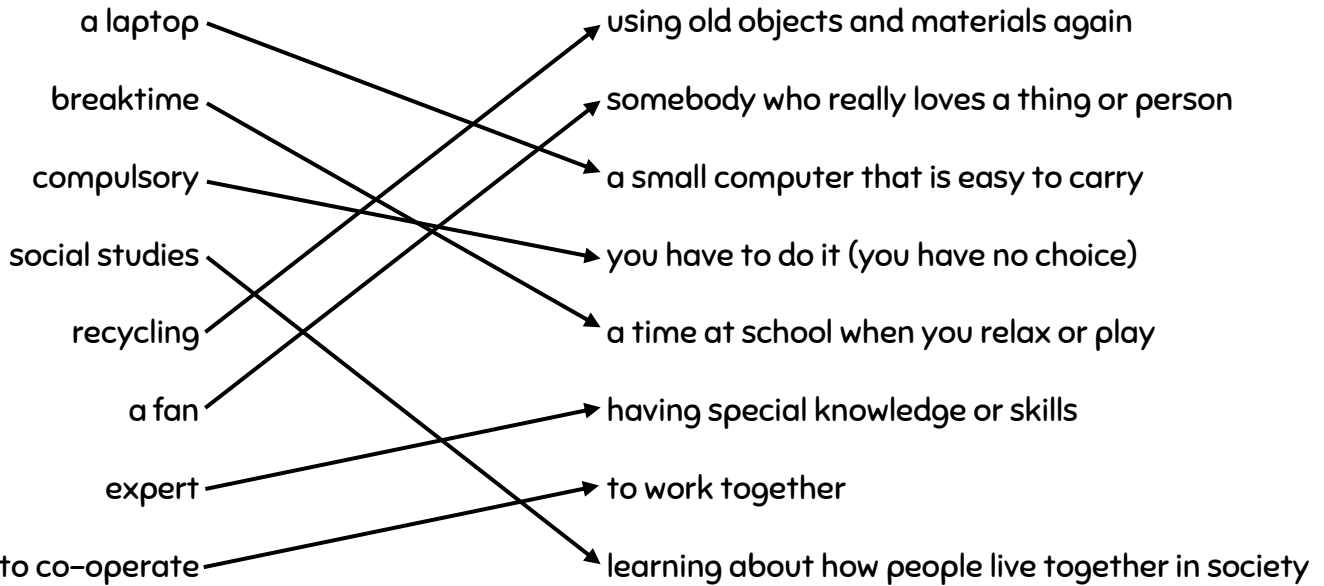 a laptop
using old objects and materials again
breaktime
somebody who really loves a thing or person
compulsory
a small computer that is easy to carry
social studies
you have to do it (you have no choice)
recycling
a time at school when you relax or play
a fan
having special knowledge or skills
expert
to work together
to co-operate
learning about how people live together in society